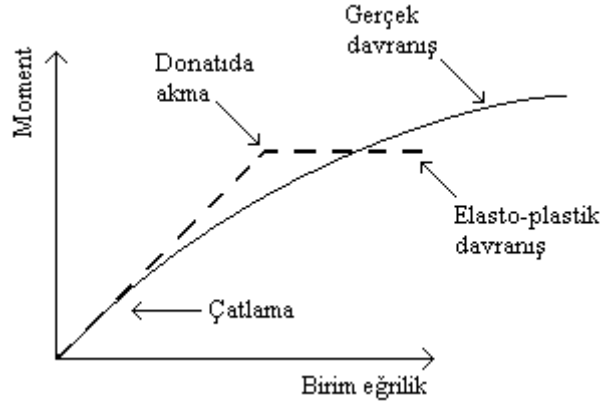 Gerçek
davranış
Donatıda
akma
Moment
Elasto-plastik
davranış
Çatlama
Birim eğrilik